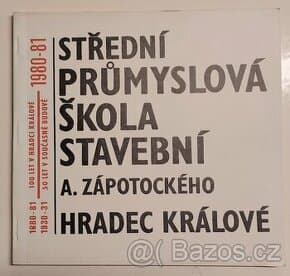 1880-81 100 LET V HRADCI KRÁLOVÉ
1930-31 50 LET V SOUČASNÉ BUDOVĚ
1980-81
STŘEDNÍ
PRŮMYSLOVÁ
ŠKOLA
STAVEBNÍ
A. ZÁPOTOCKÉHO
HRADEC KRÁLOVÉ
Bazos.cz